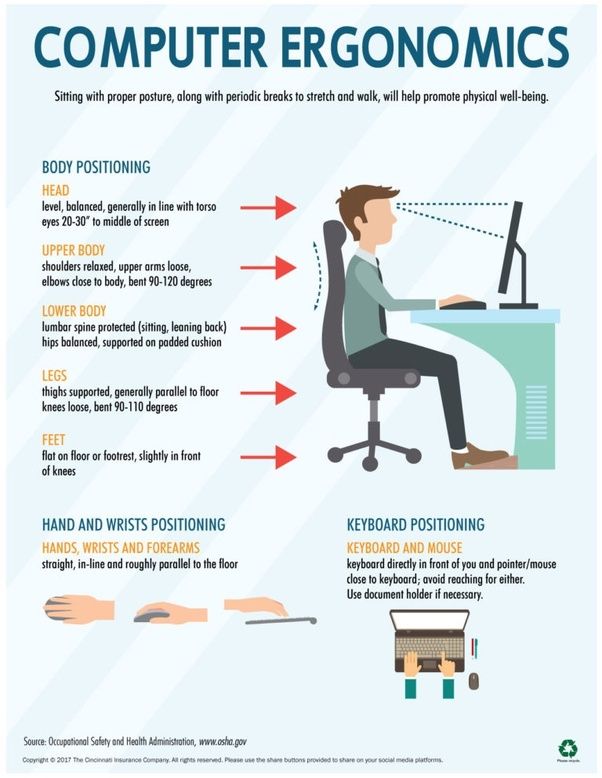 COMPUTER ERGONOMICS
Sitting with proper posture, along with periodic breaks to stretch and walk, will help promote physical well-being.
BODY POSITIONING
HEAD
level, balanced, generally in line with torso
eyes 20-30" to middle of screen
UPPER BODY
shoulders relaxed, upper arms loose,
elbows close to body, bent 90-120 degrees
LOWER BODY
lumbar spine protected (sitting, leaning back)
hips balanced, supported on padded cushion
LEGS
thighs supported, generally parallel to floor
knees loose, bent 90-110 degrees
FEET
flat on floor or footrest, slightly in front
of knees
HAND AND WRISTS POSITIONING
HANDS, WRISTS AND FOREARMS
straight, in-line and roughly parallel to the floor
KEYBOARD POSITIONING
KEYBOARD AND MOUSE
keyboard directly in front of you and pointer/mouse
close to keyboard; avoid reaching for either.
Use document holder if necessary.
Source: Occupational Safety and Health Administration, www.osha.gov
Copyright © 2017 The Cincinnati Insurance Company. All rights reserved. Please use the share buttons provided to share on your social media platforms.
Please recycle.